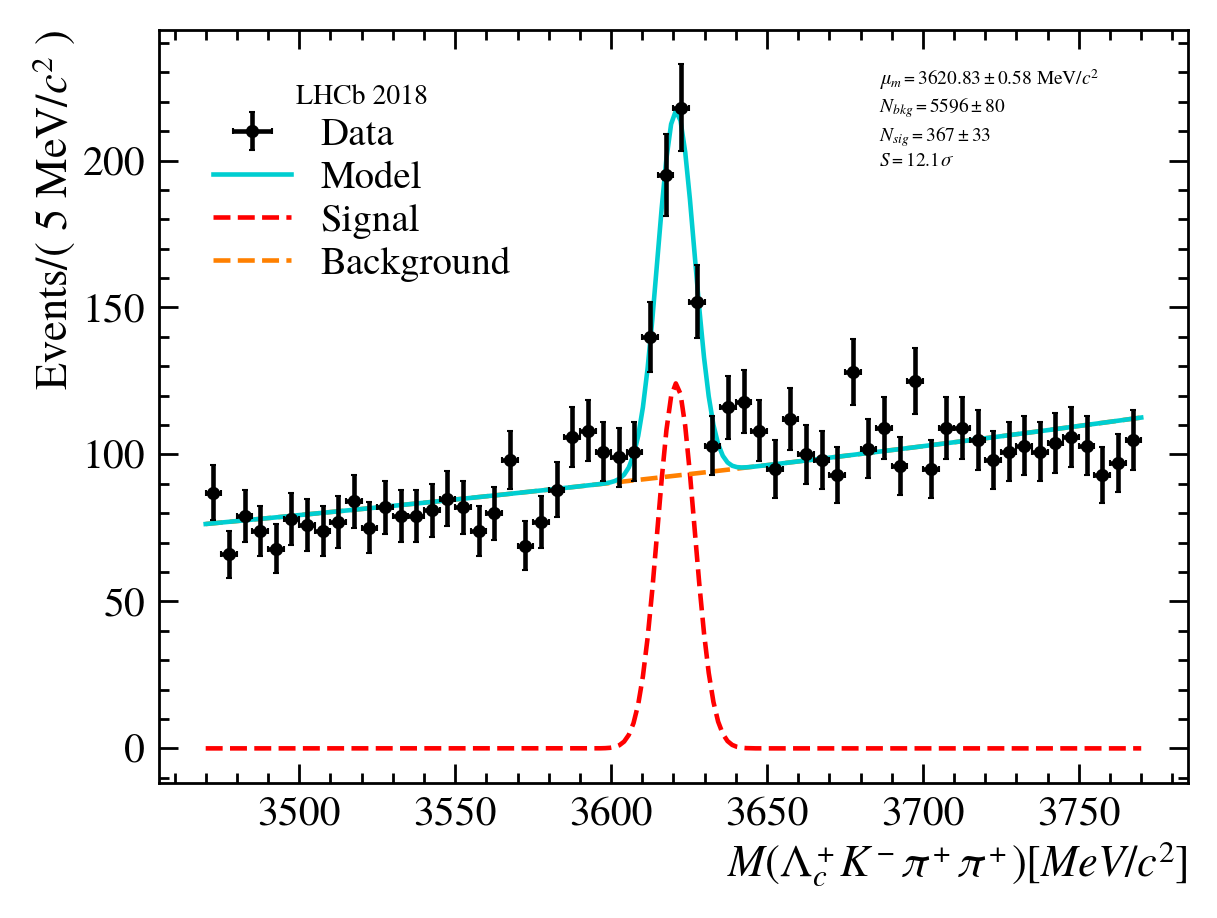 Events/( 5 MeV/c² )
LHCb 2018
Data
Model
Signal
Background
μₘ = 3620.83 ± 0.58 MeV/c²
N_bkg = 5596 ± 80
N_sig = 367 ± 33
S = 12.1σ
200
150
100
50
0
3500 3550 3600 3650 3700 3750
M(Λ_c⁺K⁻π⁺π⁺)[MeV/c²]